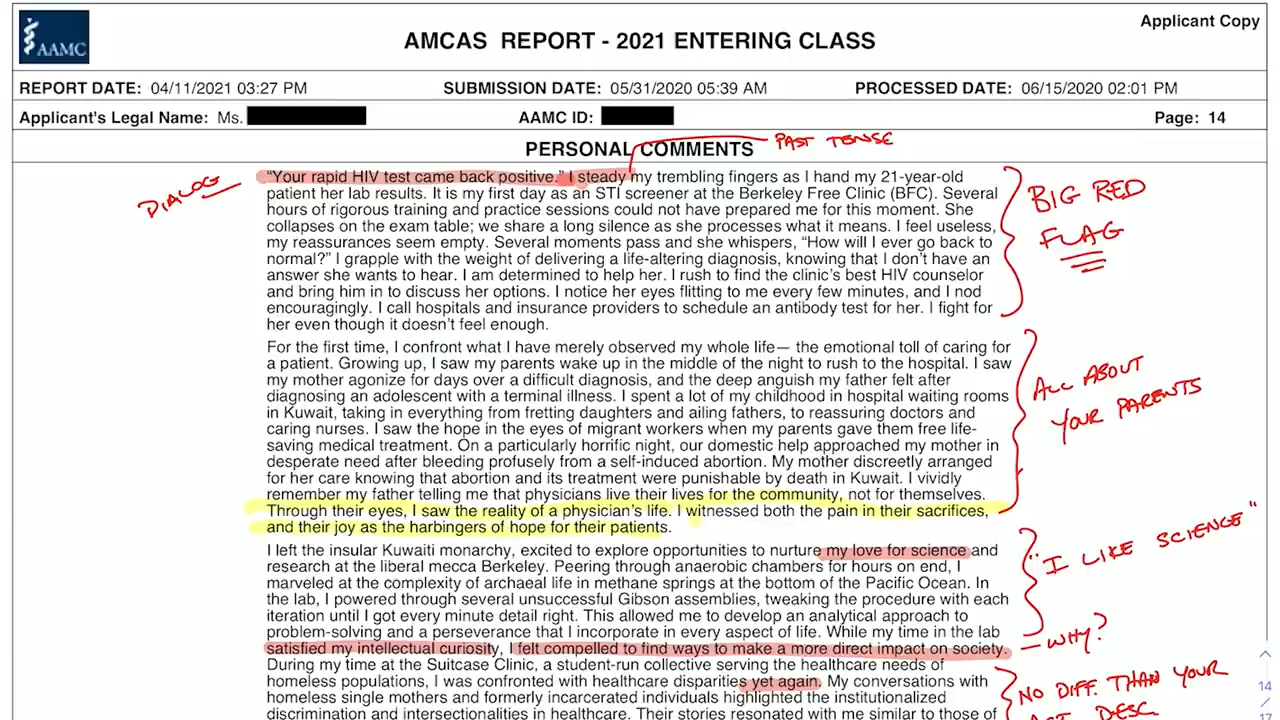 Applicant Copy
AAMC
AMCAS REPORT - 2021 ENTERING CLASS
REPORT DATE: 04/11/2021 03:27 PM SUBMISSION DATE: 05/31/2020 05:39 AM PROCESSED DATE: 06/15/2020 02:01 PM
Applicant's Legal Name: Ms. AAMC ID: Page: 14
PERSONAL COMMENTS
PAST TENSE
DIALOG
"Your rapid HIV test came back positive." I steady my trembling fingers as I hand my 21-year-old
patient her lab results. It is my first day as an STI screener at the Berkeley Free Clinic (BFC). Several
hours of rigorous training and practice sessions could not have prepared me for this moment. She
collapses on the exam table; we share a long silence as she processes what it means. I feel useless,
my reassurances seem empty. Several moments pass and she whispers, "How will I ever go back to
normal?" I grapple with the weight of delivering a life-altering diagnosis, knowing that I don't have an
answer she wants to hear. I am determined to help her. I rush to find the clinic's best HIV counselor
and bring him in to discuss her options. I notice her eyes flitting to me every few minutes, and I nod
encouragingly. I call hospitals and insurance providers to schedule an antibody test for her. I fight for
her even though it doesn't feel enough.
BIG RED
FLAG
For the first time, I confront what I have merely observed my whole life— the emotional toll of caring for
a patient. Growing up, I saw my parents wake up in the middle of the night to rush to the hospital. I saw
my mother agonize for days over a difficult diagnosis, and the deep anguish my father felt after
diagnosing an adolescent with a terminal illness. I spent a lot of my childhood in hospital waiting rooms
in Kuwait, taking in everything from fretting daughters and ailing fathers, to reassuring doctors and
caring nurses. I saw the hope in the eyes of migrant workers when my parents gave them free life-
saving medical treatment. On a particularly horrific night, our domestic help approached my mother in
desperate need after bleeding profusely from a self-induced abortion. My mother discreetly arranged
for her care knowing that abortion and its treatment were punishable by death in Kuwait. I vividly
remember my father telling me that physicians live their lives for the community, not for themselves.
Through their eyes, I saw the reality of a physician's life. I witnessed both the pain in their sacrifices,
and their joy as the harbingers of hope for their patients.
ALL ABOUT
YOUR PARENTS
I left the insular Kuwaiti monarchy, excited to explore opportunities to nurture my love for science and
research at the liberal mecca Berkeley. Peering through anaerobic chambers for hours on end, I
marveled at the complexity of archaeal life in methane springs at the bottom of the Pacific Ocean. In
the lab, I powered through several unsuccessful Gibson assemblies, tweaking the procedure with each
iteration until I got every minute detail right. This allowed me to develop an analytical approach to
problem-solving and a perseverance that I incorporate in every aspect of life. While my time in the lab
satisfied my intellectual curiosity, I felt compelled to find ways to make a more direct impact on society.
During my time at the Suitcase Clinic, a student-run collective serving the healthcare needs of
homeless populations, I was confronted with healthcare disparities yet again. My conversations with
homeless single mothers and formerly incarcerated individuals highlighted the institutionalized
discrimination and intersectionalities in healthcare. Their stories resonated with me similar to those of
"I LIKE SCIENCE"
- WHY?
NO DIFF. THAN YOUR
DESC
14
17